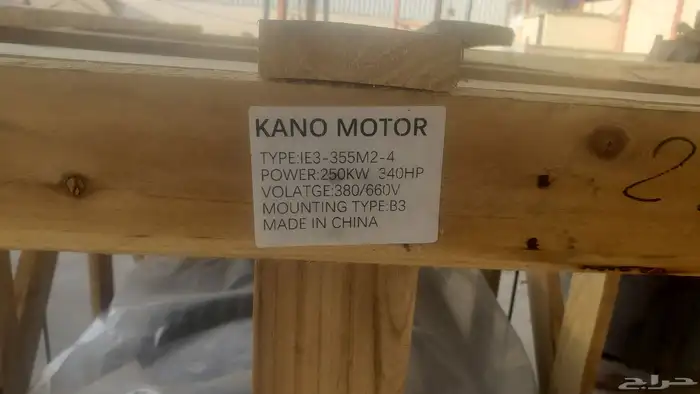 KANO MOTOR
TYPE:IE3-355M2-4
POWER:250KW 340HP
VOLATGE:380/660V
MOUNTING TYPE:B3
MADE IN CHINA
2
حراج